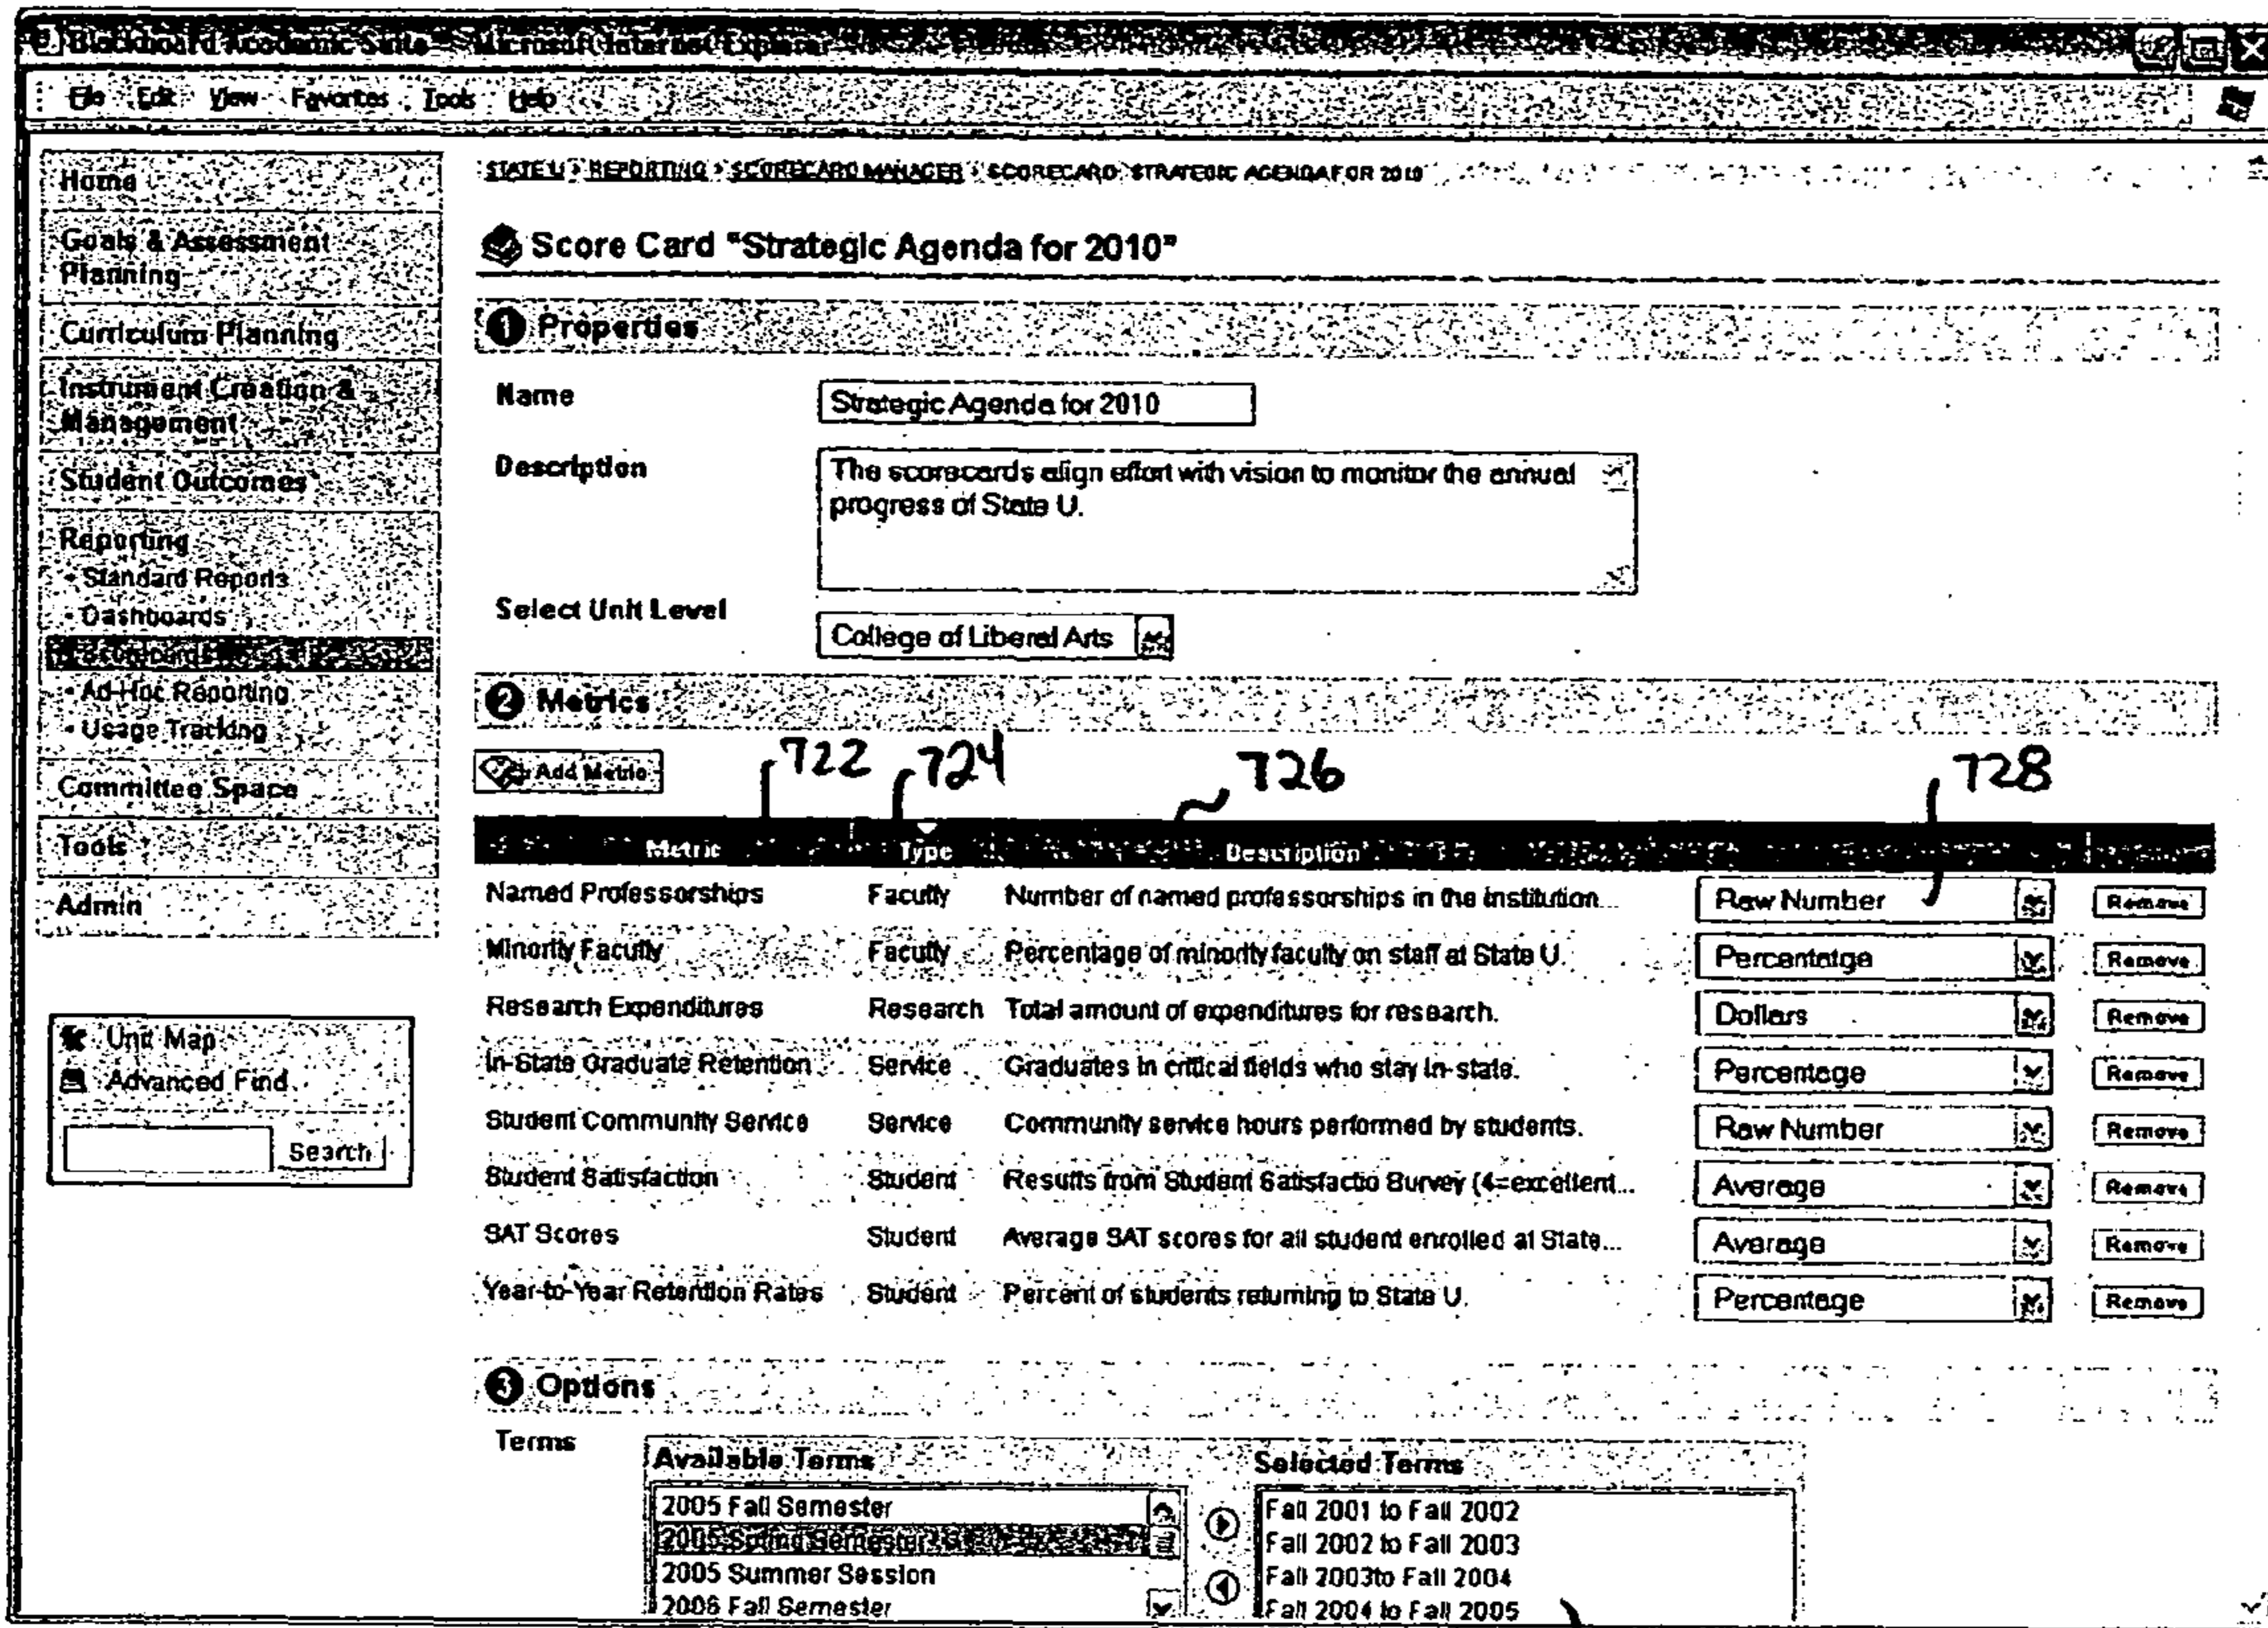 Blackboard Academic Suite - Microsoft Internet Explorer
File Edit View Favorites Tools Help
STATE U > REPORTING > SCORECARD MANAGER > SCORECARD: STRATEGIC AGENDA FOR 2010
Home
Goals & Assessment
Planning
Curriculum Planning
Instrument Creation &
Management
Student Outcomes
Reporting
• Standard Reports
• Dashboards
• Scorecards
• Ad-Hoc Reporting
• Usage Tracking
Committee Space
Tools
Admin
Unit Map
Advanced Find
Search
Score Card "Strategic Agenda for 2010"
1 Properties
Name Strategic Agenda for 2010
Description The scorecards align effort with vision to monitor the annual
progress of State U.
Select Unit Level College of Liberal Arts
2 Metrics
Add Metric 722 724 726 728
Metric Type Description
Named Professorships Faculty Number of named professorships in the institution... Raw Number Remove
Minority Faculty Faculty Percentage of minority faculty on staff at State U. Percentatge Remove
Research Expenditures Research Total amount of expenditures for research. Dollars Remove
In-State Graduate Retention Service Graduates in critical fields who stay in-state. Percentage Remove
Student Community Service Service Community service hours performed by students. Raw Number Remove
Student Satisfaction Student Results from Student Satisfactio Survey (4=excellent... Average Remove
SAT Scores Student Average SAT scores for all student enrolled at State... Average Remove
Year-to-Year Retention Rates Student Percent of students returning to State U. Percentage Remove
3 Options
Terms
Available Terms Selected Terms
2005 Fall Semester Fall 2001 to Fall 2002
2005 Spring Semester Fall 2002 to Fall 2003
2005 Summer Session Fall 2003to Fall 2004
2006 Fall Semester Fall 2004 to Fall 2005